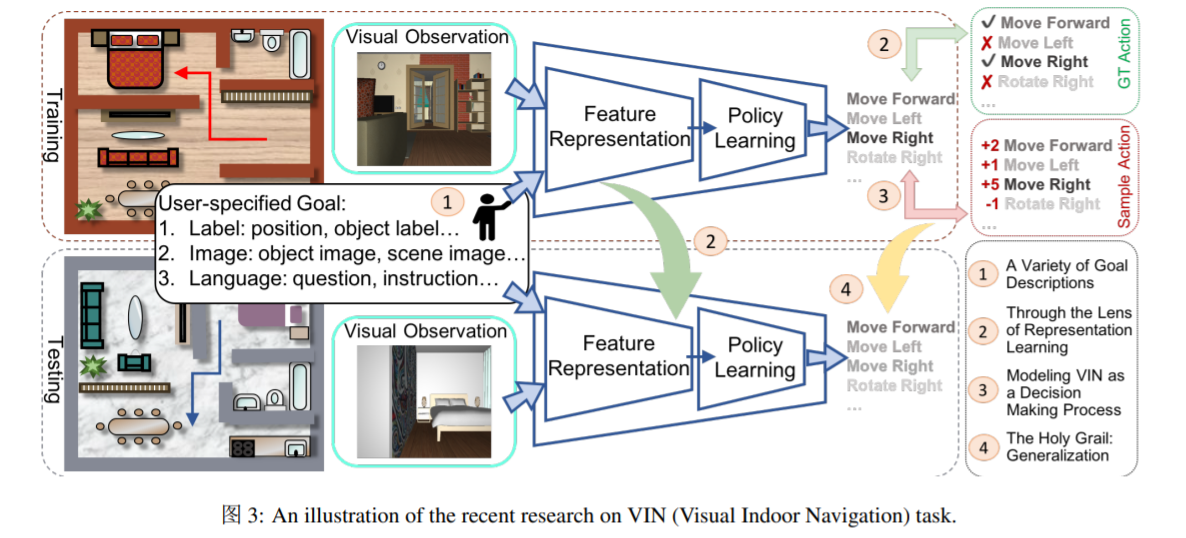 Training
Visual Observation
User-specified Goal:
1
1. Label: position, object label…
2. Image: object image, scene image…
3. Language: question, instruction…
Feature
Representation
Policy
Learning
Move Forward
Move Left
Move Right
Rotate Right
...
2
✓ Move Forward
✗ Move Left
✓ Move Right
✗ Rotate Right
...
GT Action
3
+2 Move Forward
+1 Move Left
+5 Move Right
-1 Rotate Right
...
Sample Action
Testing
Visual Observation
2
Feature
Representation
Policy
Learning
4
Move Forward
Move Left
Move Right
Rotate Right
...
1 A Variety of Goal
Descriptions
2 Through the Lens
of Representation
Learning
3 Modeling VIN as
a Decision
Making Process
4 The Holy Grail:
Generalization
图 3: An illustration of the recent research on VIN (Visual Indoor Navigation) task.